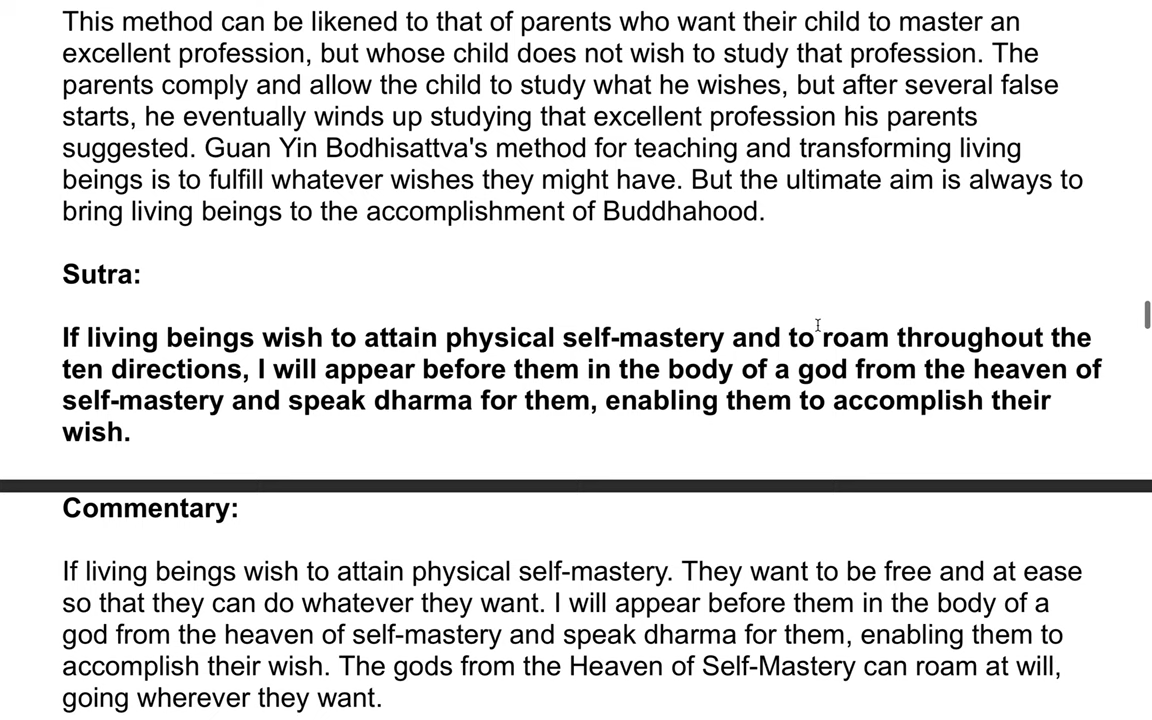 This method can be likened to that of parents who want their child to master an
excellent profession, but whose child does not wish to study that profession. The
parents comply and allow the child to study what he wishes, but after several false
starts, he eventually winds up studying that excellent profession his parents
suggested. Guan Yin Bodhisattva's method for teaching and transforming living
beings is to fulfill whatever wishes they might have. But the ultimate aim is always to
bring living beings to the accomplishment of Buddhahood.
Sutra:
If living beings wish to attain physical self-mastery and to roam throughout the
ten directions, I will appear before them in the body of a god from the heaven of
self-mastery and speak dharma for them, enabling them to accomplish their
wish.
Commentary:
If living beings wish to attain physical self-mastery. They want to be free and at ease
so that they can do whatever they want. I will appear before them in the body of a
god from the heaven of self-mastery and speak dharma for them, enabling them to
accomplish their wish. The gods from the Heaven of Self-Mastery can roam at will,
going wherever they want.